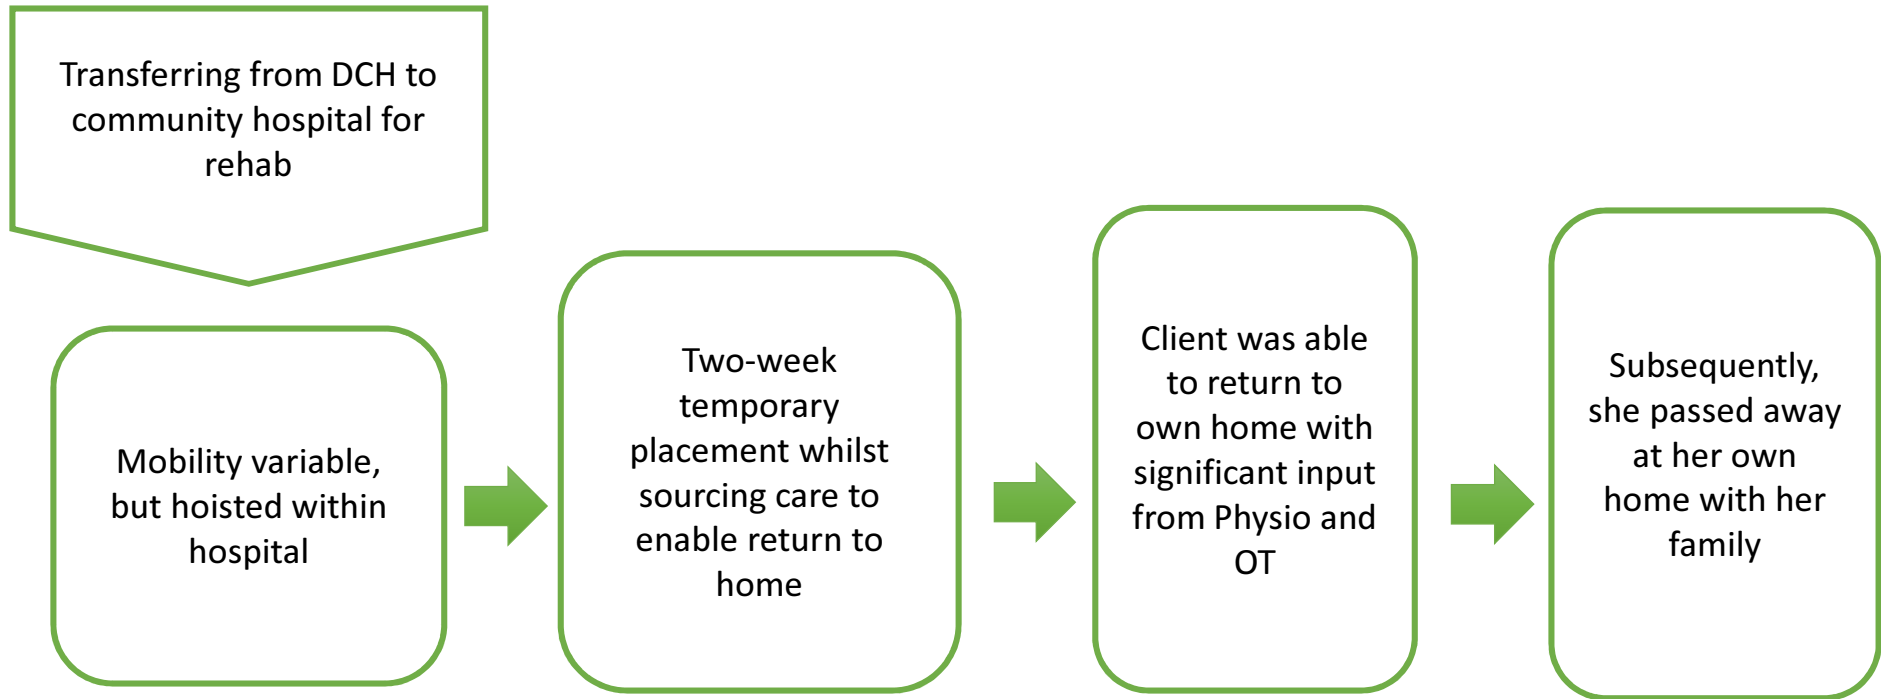 Transferring from DCH to
community hospital for
rehab
Mobility variable,
but hoisted within
hospital
Two-week
temporary
placement whilst
sourcing care to
enable return to
home
Client was able
to return to
own home with
significant input
from Physio and
OT
Subsequently,
she passed away
at her own
home with her
family